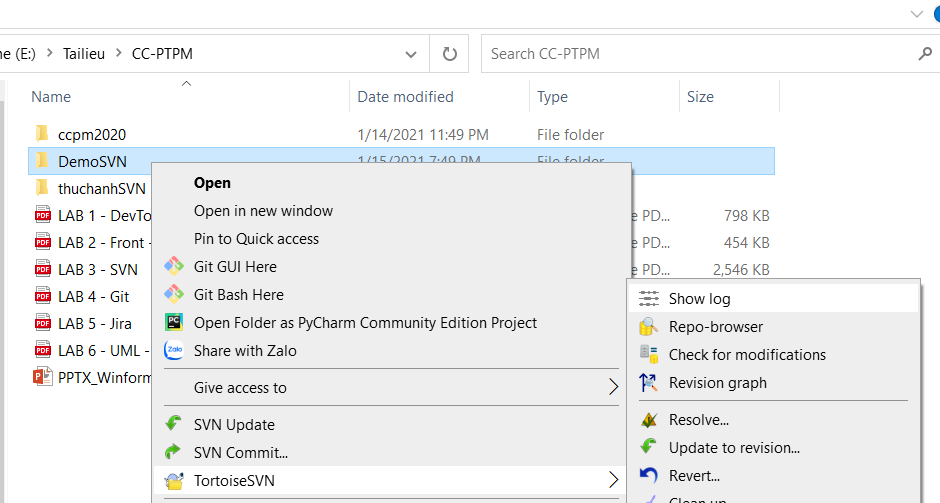 ne (E:) > Tailieu > CC-PTPM
Search CC-PTPM
Name Date modified Type Size
ccpm2020 1/14/2021 11:49 PM File folder
DemoSVN 1/15/2021 7:49 PM File folder
thuchanhSVN
LAB 1 - DevTo e PD... 798 KB
LAB 2 - Front - e PD... 454 KB
LAB 3 - SVN e PD... 2,546 KB
LAB 4 - Git
LAB 5 - Jira
LAB 6 - UML -
PPTX_Winform
Open
Open in new window
Pin to Quick access
Git GUI Here
Git Bash Here
Open Folder as PyCharm Community Edition Project
Share with Zalo
Give access to
SVN Update
SVN Commit...
TortoiseSVN
Show log
Repo-browser
Check for modifications
Revision graph
Resolve...
Update to revision...
Revert...
Clean up